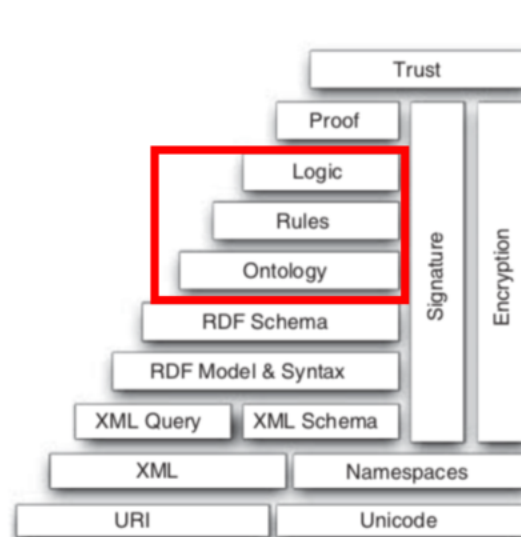 Trust
Proof
Logic
Rules
Ontology
RDF Schema
RDF Model & Syntax
XML Query XML Schema
XML Namespaces
URI Unicode
Signature
Encryption